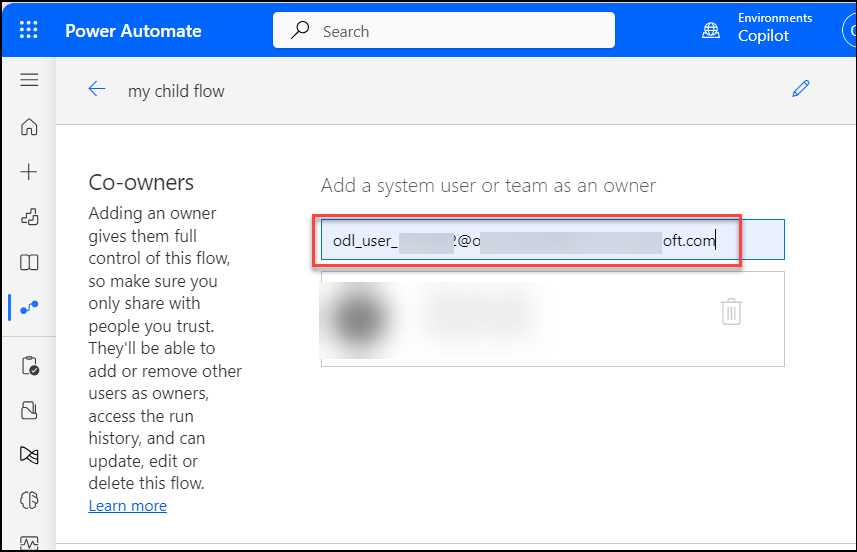 Power Automate
Search
Environments
Copilot
my child flow
Co-owners
Adding an owner
gives them full
control of this flow,
so make sure you
only share with
people you trust.
They'll be able to
add or remove other
users as owners,
access the run
history, and can
update, edit or
delete this flow.
Learn more
Add a system user or team as an owner
odl_user_ 2@o oft.com